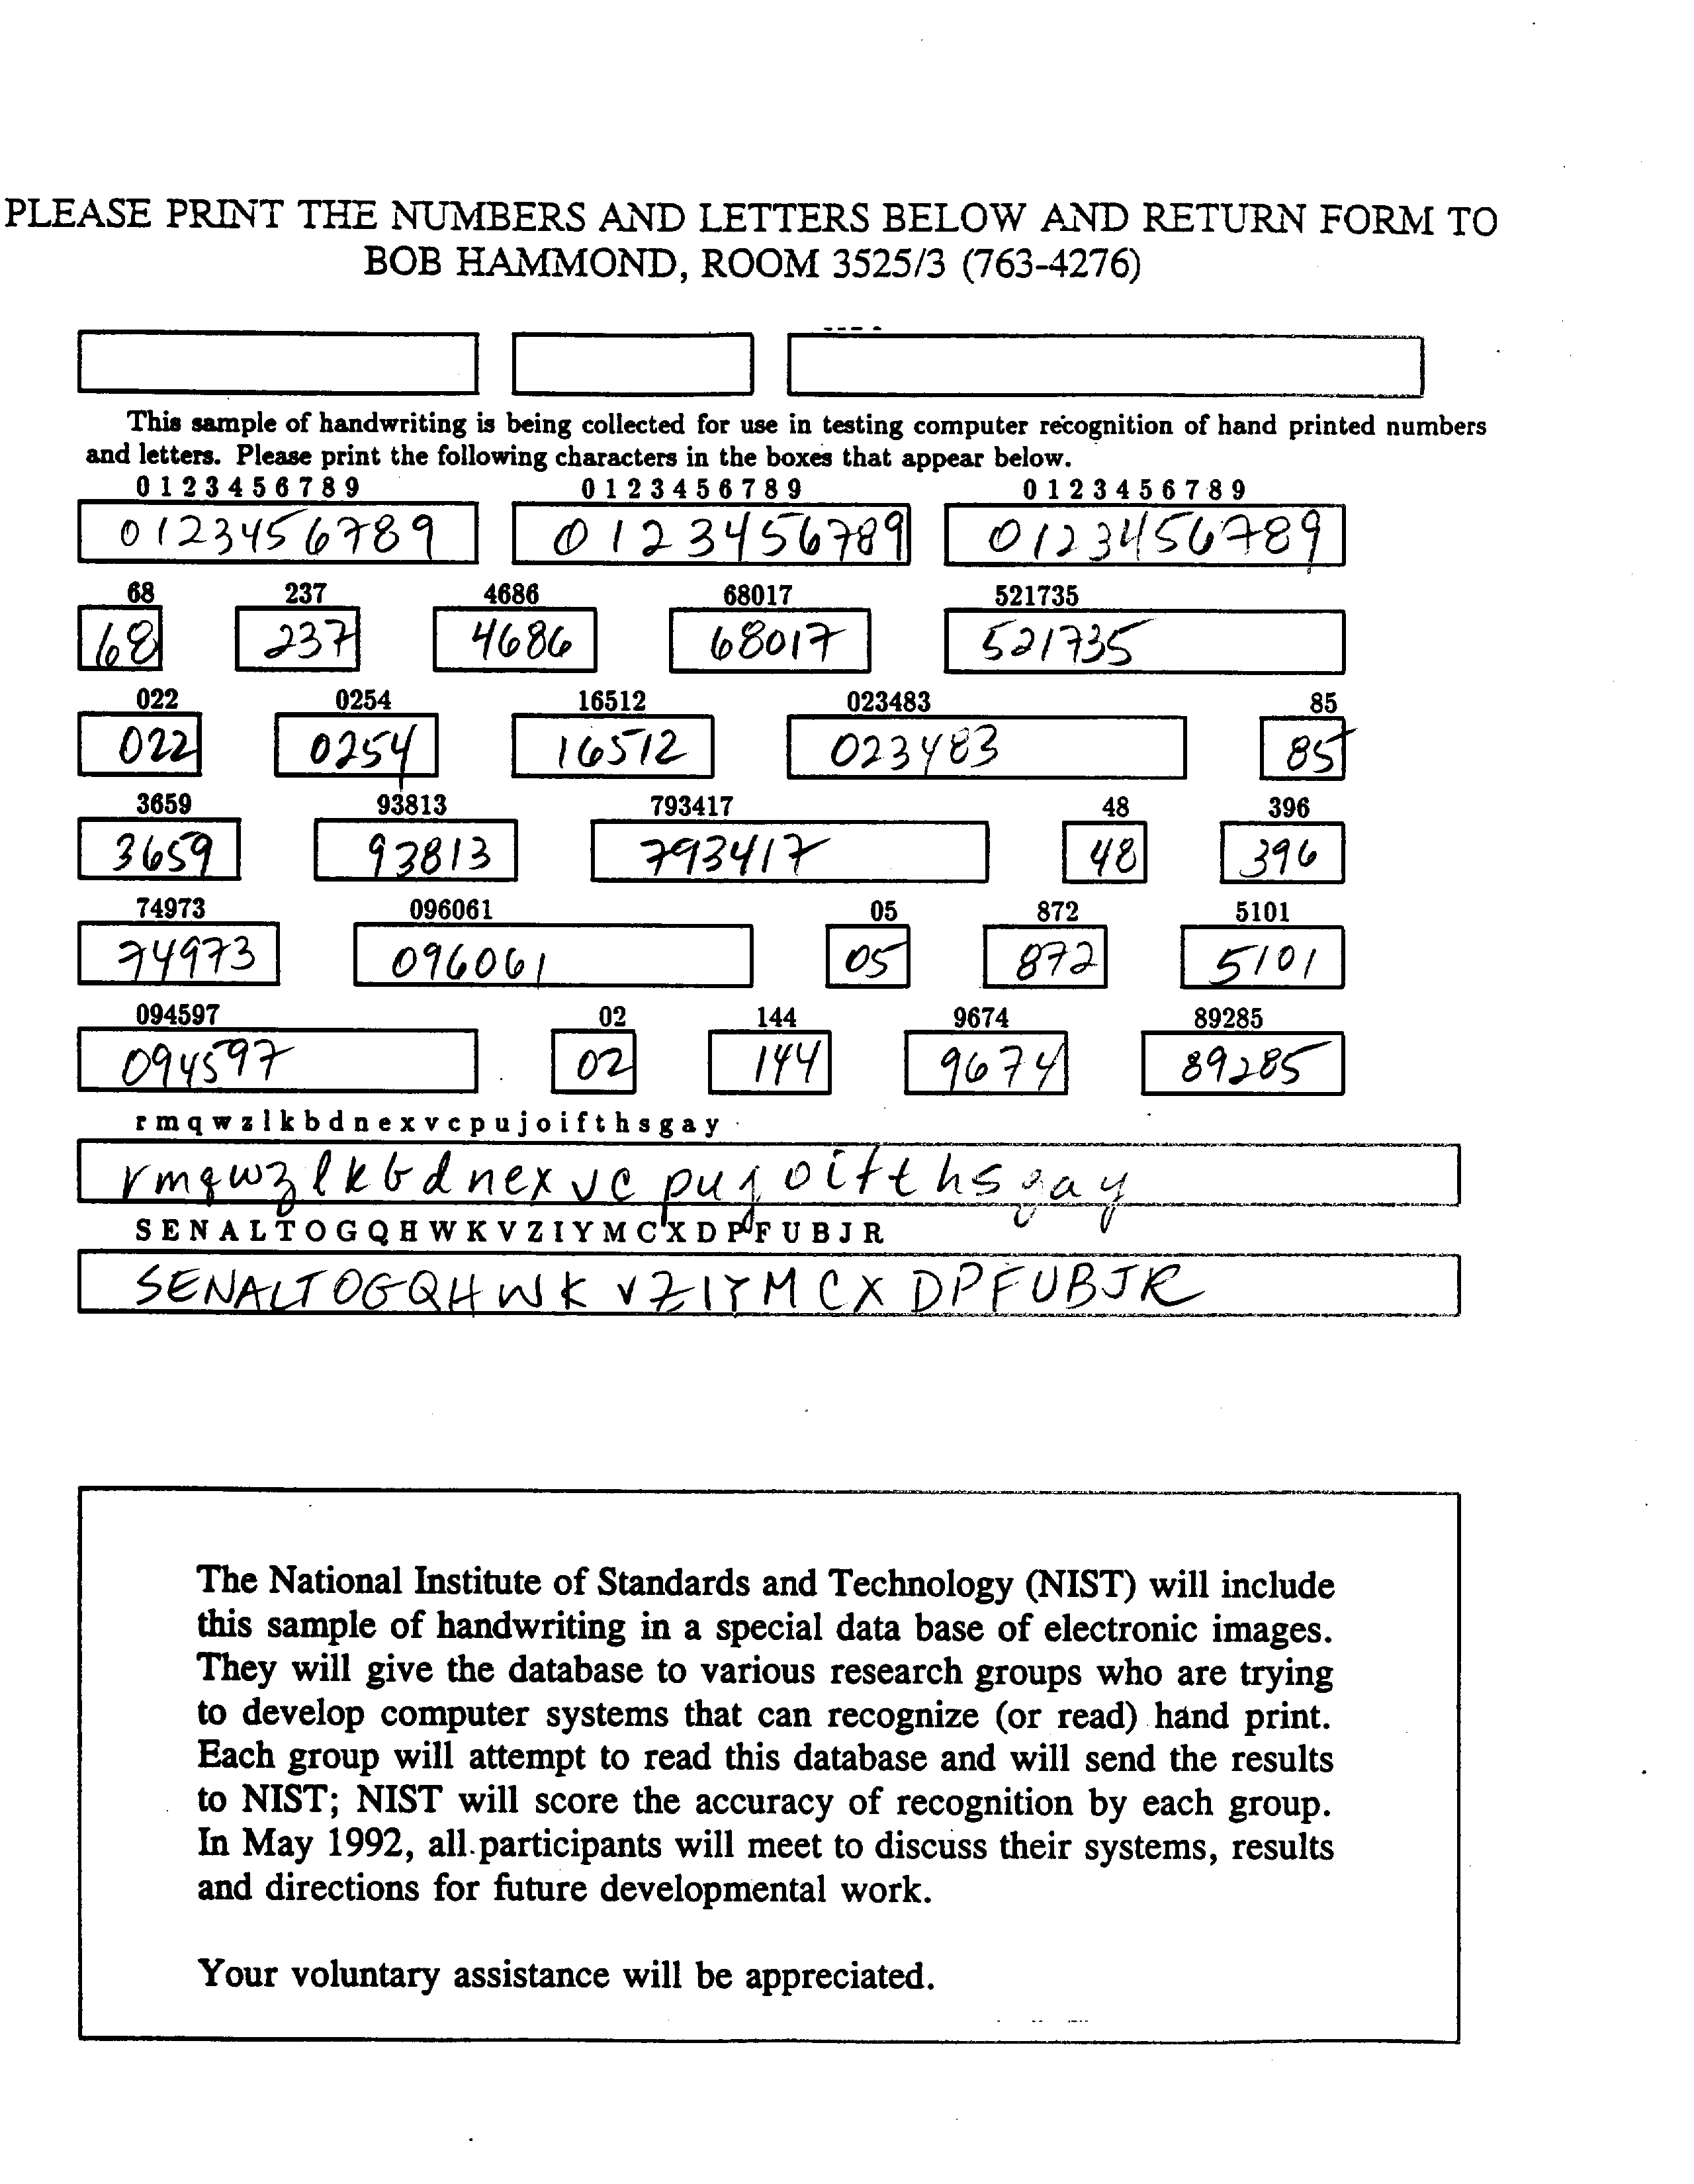 PLEASE PRINT THE NUMBERS AND LETTERS BELOW AND RETURN FORM TO
BOB HAMMOND, ROOM 3525/3 (763-4276)
This sample of handwriting is being collected for use in testing computer recognition of hand printed numbers
and letters. Please print the following characters in the boxes that appear below.
0 1 2 3 4 5 6 7 8 9 0 1 2 3 4 5 6 7 8 9 0 1 2 3 4 5 6 7 8 9
0123456789 0123456789 0123456789
68 237 4686 68017 521735
68 237 4686 68017 521735
022 0254 16512 023483 85
022 0254 16512 023483 85
3659 93813 793417 48 396
3659 93813 793417 48 396
74973 096061 05 872 5101
74973 096061 05 872 5101
094597 02 144 9674 89285
094597 02 144 9674 89285
r m q w z l k b d n e x v c p u j o i f t h s g a y
r m q w z l k b d n e x v c p u j o i f t h s g a y
S E N A L T O G Q H W K V Z I Y M C X D P F U B J R
S E N A L T O G Q H W K V Z I Y M C X D P F U B J R
The National Institute of Standards and Technology (NIST) will include
this sample of handwriting in a special data base of electronic images.
They will give the database to various research groups who are trying
to develop computer systems that can recognize (or read) hand print.
Each group will attempt to read this database and will send the results
to NIST; NIST will score the accuracy of recognition by each group.
In May 1992, all participants will meet to discuss their systems, results
and directions for future developmental work.
Your voluntary assistance will be appreciated.